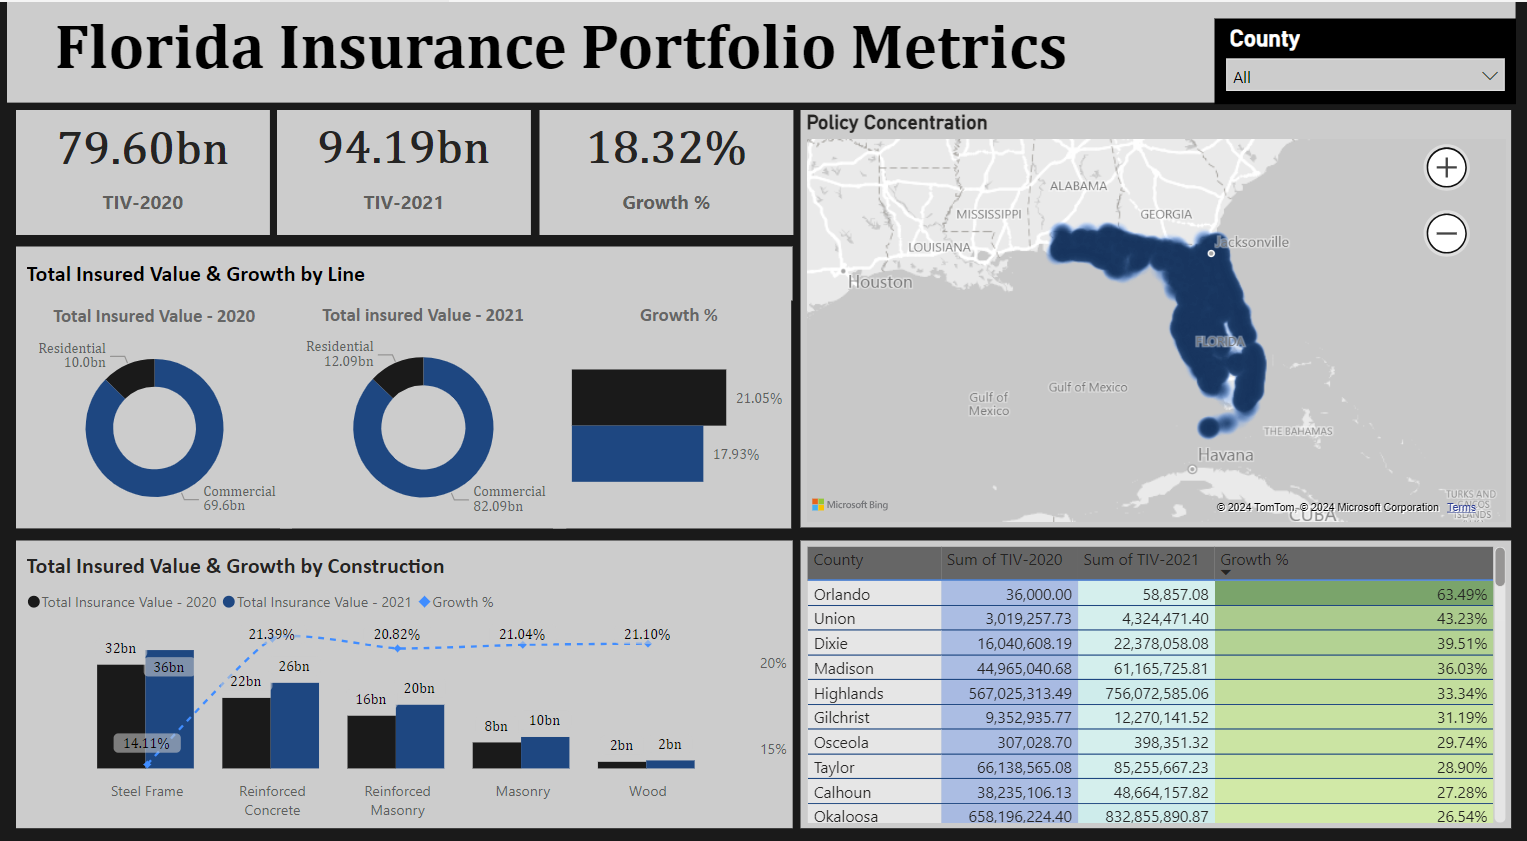 Florida Insurance Portfolio Metrics
County
All
79.60bn
TIV-2020
94.19bn
TIV-2021
18.32%
Growth %
Policy Concentration
ALABAMA
MISSISSIPPI
GEORGIA
LOUISIANA
Jacksonville
Houston
FLORIDA
Gulf of Mexico
Gulf of
Mexico
THE BAHAMAS
Havana
TURKS AND
CAICOS
ISLANDS
CUBA
Microsoft Bing
© 2024 TomTom, © 2024 Microsoft Corporation Terms
Total Insured Value & Growth by Line
Total Insured Value - 2020
Residential
10.0bn
Commercial
69.6bn
Total insured Value - 2021
Residential
12.09bn
Commercial
82.09bn
Growth %
21.05%
17.93%
Total Insured Value & Growth by Construction
Total Insurance Value - 2020 Total Insurance Value - 2021 Growth %
32bn
36bn
14.11%
22bn
26bn
21.39%
16bn
20bn
20.82%
8bn
10bn
21.04%
2bn
2bn
21.10%
20%
15%
Steel Frame
Reinforced
Concrete
Reinforced
Masonry
Masonry
Wood
County Sum of TIV-2020 Sum of TIV-2021 Growth %
Orlando 36,000.00 58,857.08 63.49%
Union 3,019,257.73 4,324,471.40 43.23%
Dixie 16,040,608.19 22,378,058.08 39.51%
Madison 44,965,040.68 61,165,725.81 36.03%
Highlands 567,025,313.49 756,072,585.06 33.34%
Gilchrist 9,352,935.77 12,270,141.52 31.19%
Osceola 307,028.70 398,351.32 29.74%
Taylor 66,138,565.08 85,255,667.23 28.90%
Calhoun 38,235,106.13 48,664,157.82 27.28%
Okaloosa 658,196,224.40 832,855,890.87 26.54%